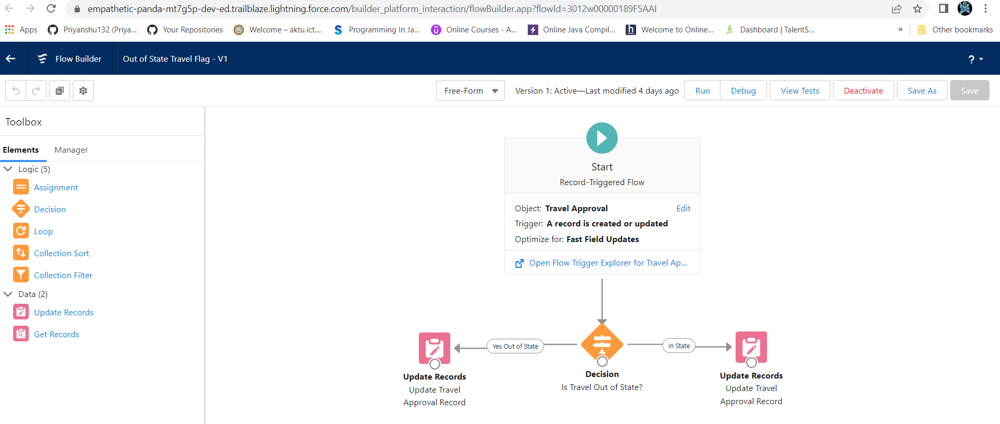 empathetic-panda-mt7g5p-dev-ed.trailblaze.lightning.force.com/builder_platform_interaction/flowBuilder.app?flowId=3012w00000189F5AAI
Apps Priyanshu132 (Priya... Your Repositories Welcome – aktu.ict.... Programming In Ja... Online Courses - A... Online Java Compil... Welcome to Online... Dashboard | TalentS... » Other bookmarks
Flow Builder Out of State Travel Flag - V1 ?
Free-Form Version 1: Active—Last modified 4 days ago Run Debug View Tests Deactivate Save As Save
Toolbox
Elements Manager
Logic (5)
Assignment
Decision
Loop
Collection Sort
Collection Filter
Data (2)
Update Records
Get Records
Start
Record-Triggered Flow
Object: Travel Approval Edit
Trigger: A record is created or updated
Optimize for: Fast Field Updates
Open Flow Trigger Explorer for Travel Ap...
Yes Out of State
In State
Update Records
Update Travel
Approval Record
Decision
Is Travel Out of State?
Update Records
Update Travel
Approval Record